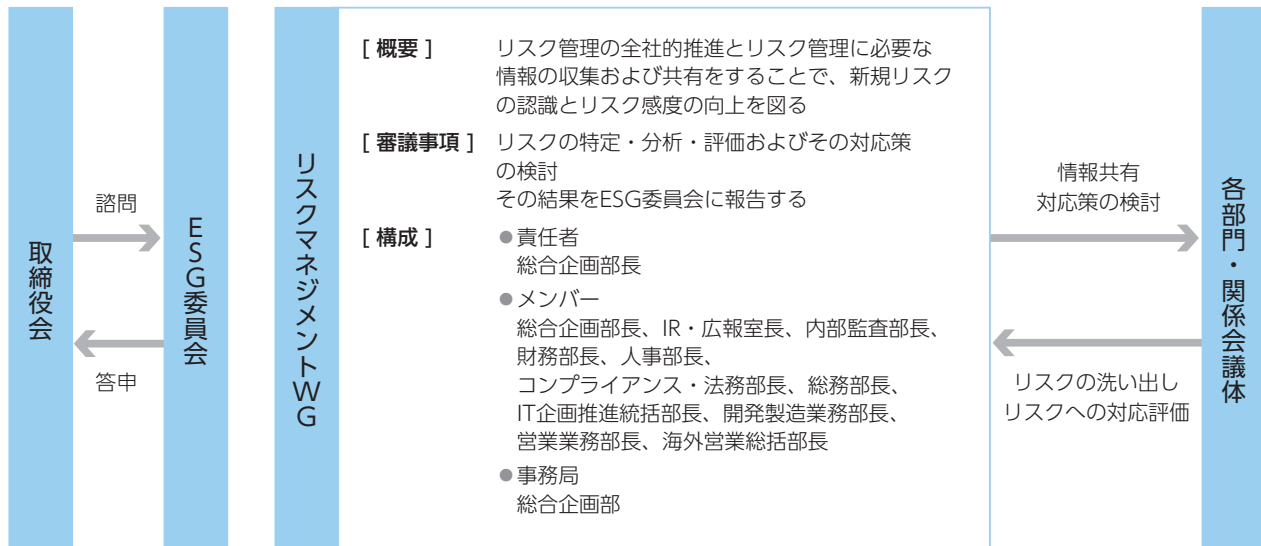 取締役会
諮問
答申
ESG委員会
リスクマネジメントWG
[ 概要 ] リスク管理の全社的推進とリスク管理に必要な
情報の収集および共有をすることで、新規リスク
の認識とリスク感度の向上を図る
[ 審議事項 ] リスクの特定・分析・評価およびその対応策
の検討
その結果をESG委員会に報告する
[ 構成 ] ●責任者
総合企画部長
●メンバー
総合企画部長、IR・広報室長、内部監査部長、
財務部長、人事部長、
コンプライアンス・法務部長、総務部長、
IT企画推進統括部長、開発製造業務部長、
営業業務部長、海外営業総括部長
●事務局
総合企画部
情報共有
対応策の検討
リスクの洗い出し
リスクへの対応評価
各部門・関係会議体